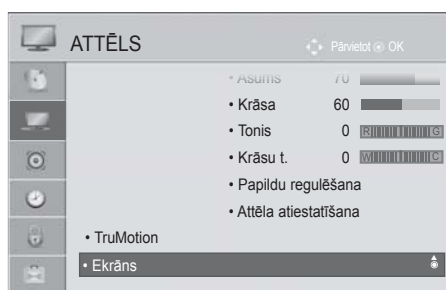 ATTĒLS
Pārvietot OK
• Asums 70
• Krāsa 60
• Tonis 0 R G
• Krāsu t. 0 W C
• Papildu regulēšana
• Attēla atiestatīšana
• TruMotion
• Ekrāns